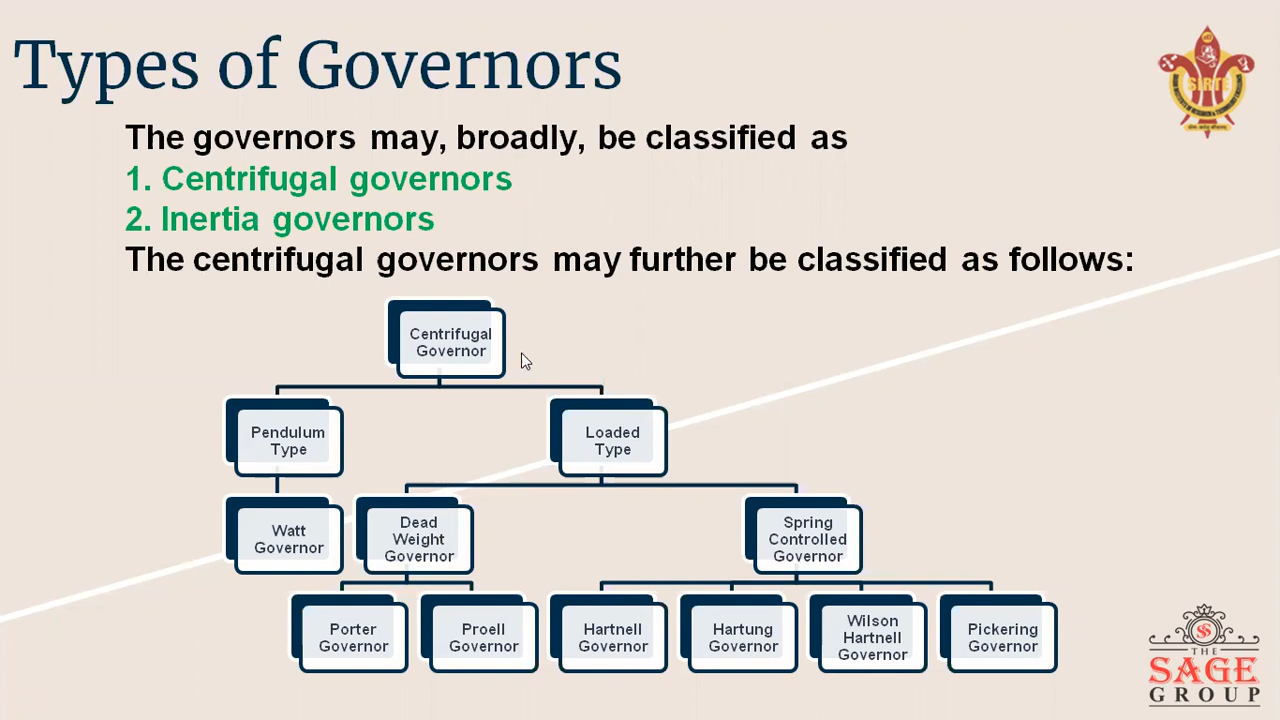 Types of Governors
The governors may, broadly, be classified as
1. Centrifugal governors
2. Inertia governors
The centrifugal governors may further be classified as follows:
Centrifugal
Governor
Pendulum
Type
Loaded
Type
Watt
Governor
Dead
Weight
Governor
Spring
Controlled
Governor
Porter
Governor
Proell
Governor
Hartnell
Governor
Hartung
Governor
Wilson
Hartnell
Governor
Pickering
Governor
SIRTE
THE
SAGE
GROUP